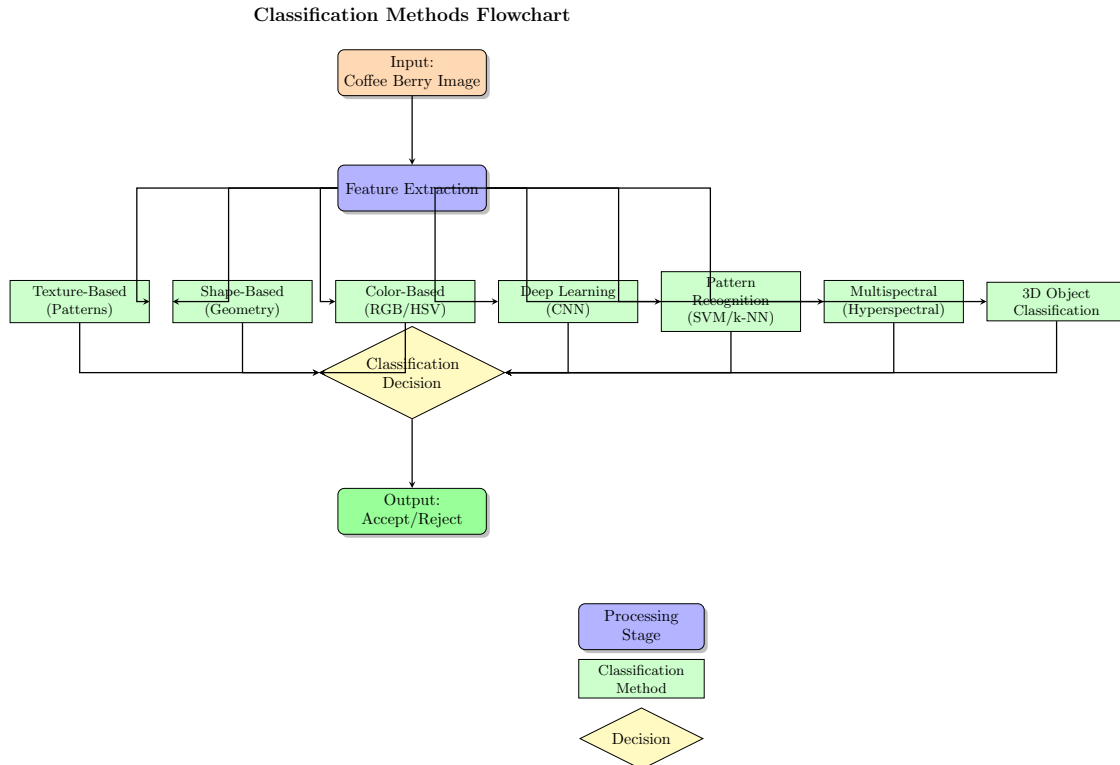 Classification Methods Flowchart
Input:
Coffee Berry Image
Feature Extraction
Texture-Based
(Patterns)
Shape-Based
(Geometry)
Color-Based
(RGB/HSV)
Deep Learning
(CNN)
Pattern
Recognition
(SVM/k-NN)
Multispectral
(Hyperspectral)
3D Object
Classification
Classification
Decision
Output:
Accept/Reject
Processing
Stage
Classification
Method
Decision